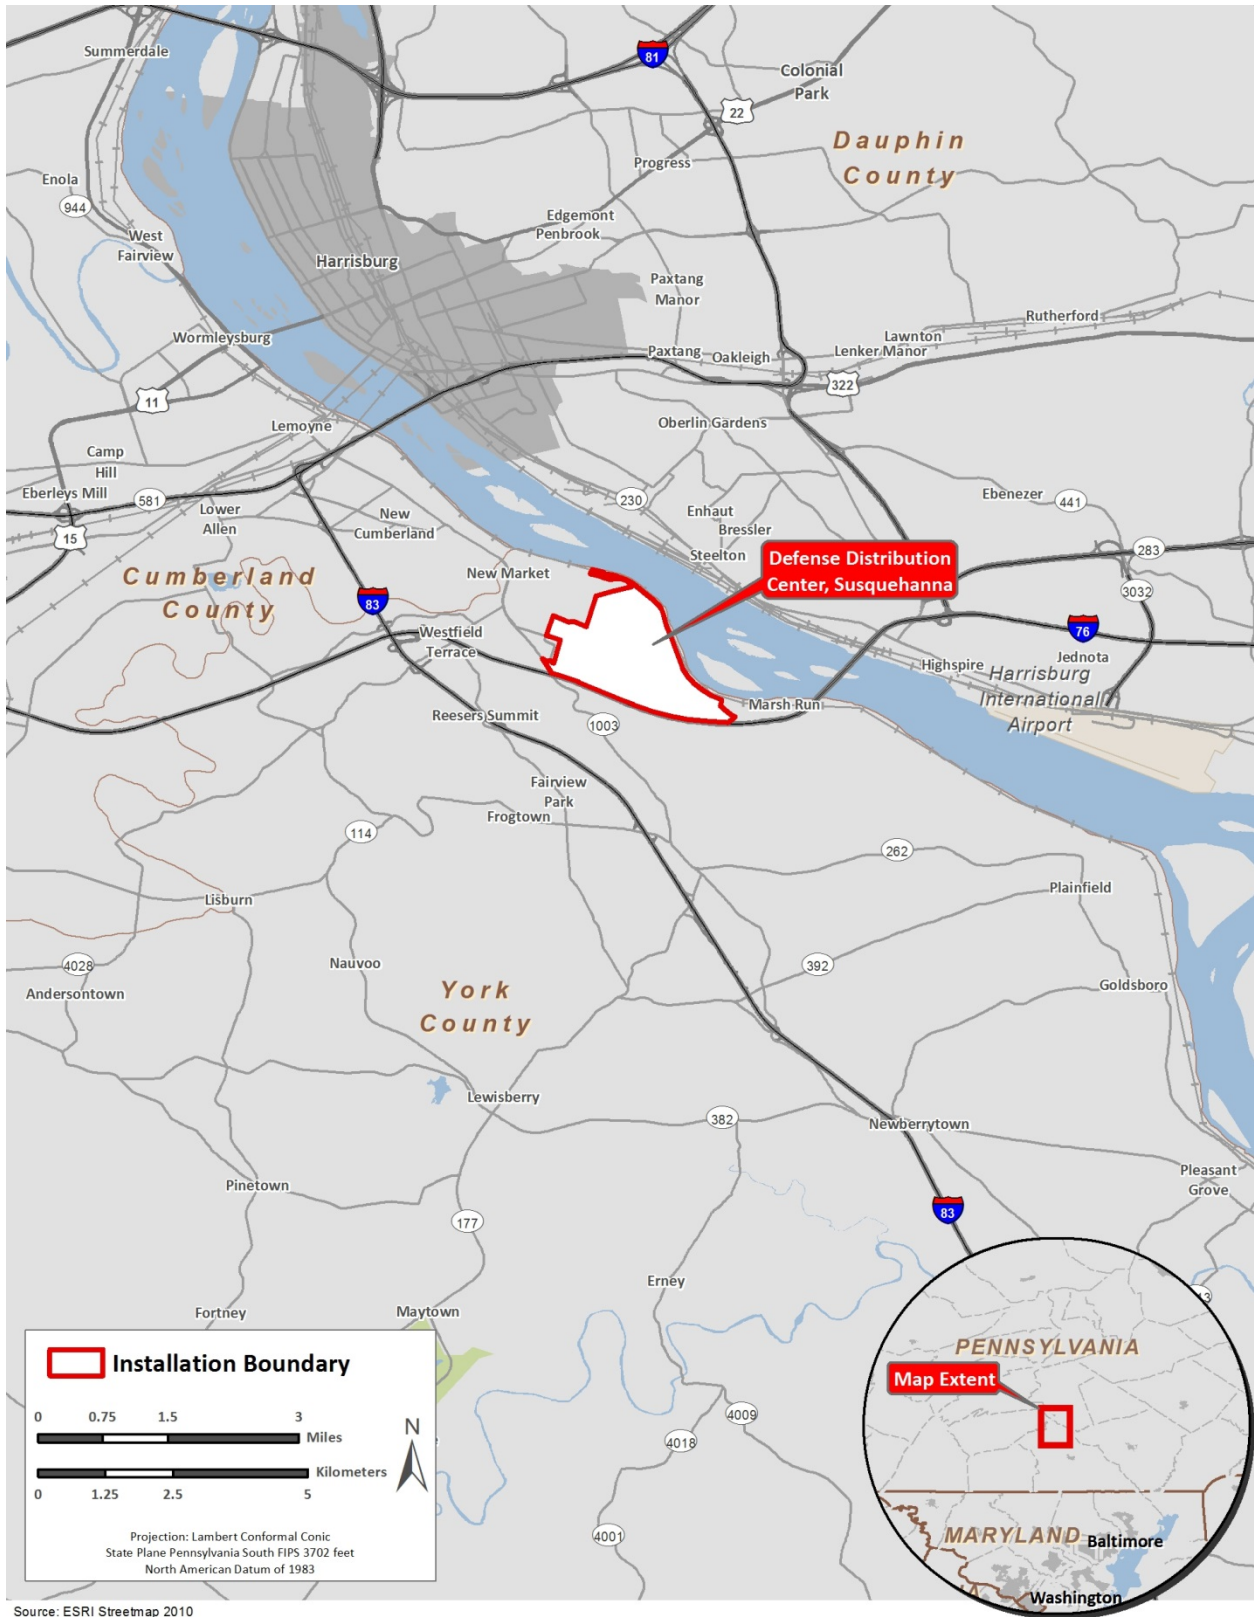 Summerdale
81
Colonial
Park
22
Dauphin
County
Progress
Enola
944
Edgemont
Penbrook
West
Fairview
Harrisburg
Paxtang
Manor
Rutherford
Lawnton
Wormleysburg
Paxtang
Oakleigh
Lenker Manor
322
11
Oberlin Gardens
Lemoyne
Camp
Hill
Eberleys Mill
581
Lower
Allen
New
Cumberland
230
Enhaut
Bressler
Steelton
Ebenezer
441
15
283
Defense Distribution
Center, Susquehanna
New Market
Cumberland
County
83
3032
Westfield
Terrace
76
Jednota
Highspire
Harrisburg
International
Airport
Reesers Summit
1003
Marsh Run
Fairview
Park
Frogtown
114
262
Plainfield
Lisburn
Nauvoo
4028
Andersontown
392
York
County
Goldsboro
Lewisberry
382
Newberrytown
Pinetown
Pleasant
Grove
177
83
Erney
13
Fortney
Maytown
4009
4018
4001
Installation Boundary
0 0.75 1.5 3
Miles
Kilometers
0 1.25 2.5 5
N
Projection: Lambert Conformal Conic
State Plane Pennsylvania South FIPS 3702 feet
North American Datum of 1983
PENNSYLVANIA
Map Extent
MARYLAND
Baltimore
Washington
Source: ESRI Streetmap 2010